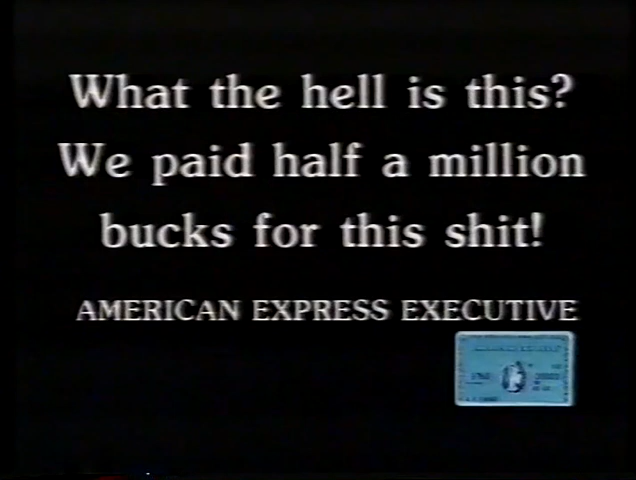 What the hell is this?
We paid half a million
bucks for this shit!
AMERICAN EXPRESS EXECUTIVE